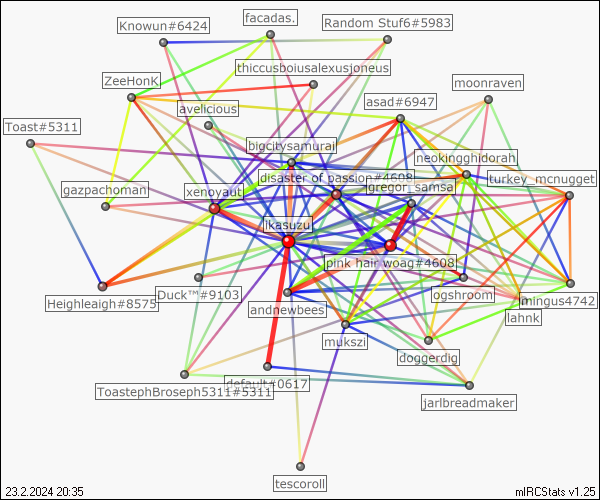 facadas.
Knowun#6424
Random Stuf6#5983
thiccusboiusalexusjoneus
ZeeHonK
moonraven
asad#6947
avelicious
Toast#5311
bigcitysamurai
neokingghidorah
disaster of passion#4608
turkey_mcnugget
gregor_samsa
gazpachoman
xenoyaut
ikasuzu
pink hair woag#4608
Duck™#9103
ogshroom
Heighleaigh#8575
mingus4742
andnewbees
lahnk
mukszi
doggerdig
default#0617
ToastephBroseph5311#5311
jarlbreadmaker
tescoroll
23.2.2024 20:35
mIRCStats v1.25